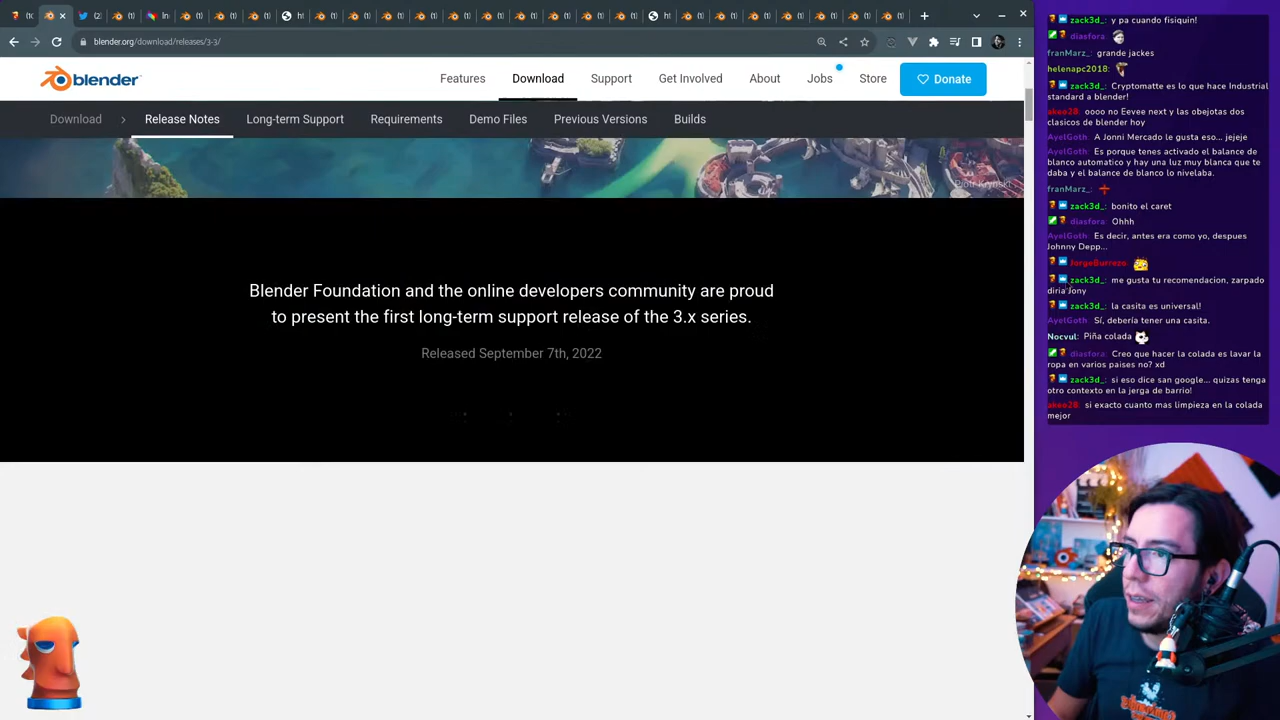 (t
(t)
(2
(t)
In
(t)
(t)
(t)
ht
(t)
(t)
(t)
(t)
(t)
(t)
(t)
(t)
(t)
(t)
ht
(t)
(t)
(t)
(t)
(t)
(t)
(t)
blender.org/download/releases/3-3/
blender
Features
Download
Support
Get Involved
About
Jobs
Store
Donate
Download
Release Notes
Long-term Support
Requirements
Demo Files
Previous Versions
Builds
Piotr Krynski
Blender Foundation and the online developers community are proud
to present the first long-term support release of the 3.x series.
Released September 7th, 2022
zack3d_: y pa cuando fisiquin!
diasfora:
franMarz_: grande jackes
helenapc2018:
zack3d_: Cryptomatte es lo que hace Industrial
standard a blender!
akeo28: oooo no Eevee next y las obejotas dos
clasicos de blender hoy
AyelGoth: A Jonni Mercado le gusta eso... jejeje
AyelGoth: Es porque tenes activado el balance de
blanco automatico y hay una luz muy blanca que te
daba y el balance de blanco lo nivelaba.
franMarz_:
zack3d_: bonito el caret
diasfora: Ohhh
AyelGoth: Es decir, antes era como yo, despues
Johnny Depp...
JorgeBurrezo
zack3d_: me gusta tu recomendacion, zarpado
diria Jony
zack3d_: la casita es universal!
AyelGoth: Sí, debería tener una casita.
Nocvul: Piña colada
diasfora: Creo que hacer la colada es lavar la
ropa en varios paises no? xd
zack3d_: si eso dice san google... quizas tenga
otro contexto en la jerga de barrio!
akeo28: si exacto cuanto mas limpieza en la colada
mejor